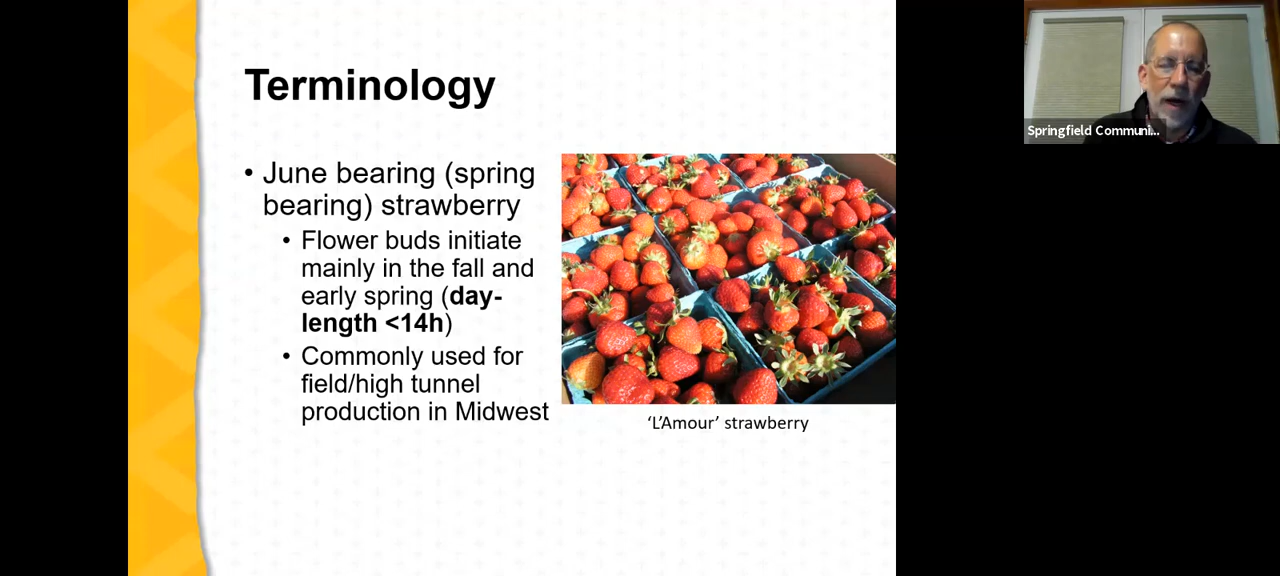 Terminology
• June bearing (spring
bearing) strawberry
• Flower buds initiate
mainly in the fall and
early spring (day-
length <14h)
• Commonly used for
field/high tunnel
production in Midwest
‘L’Amour’ strawberry
Springfield Communi...